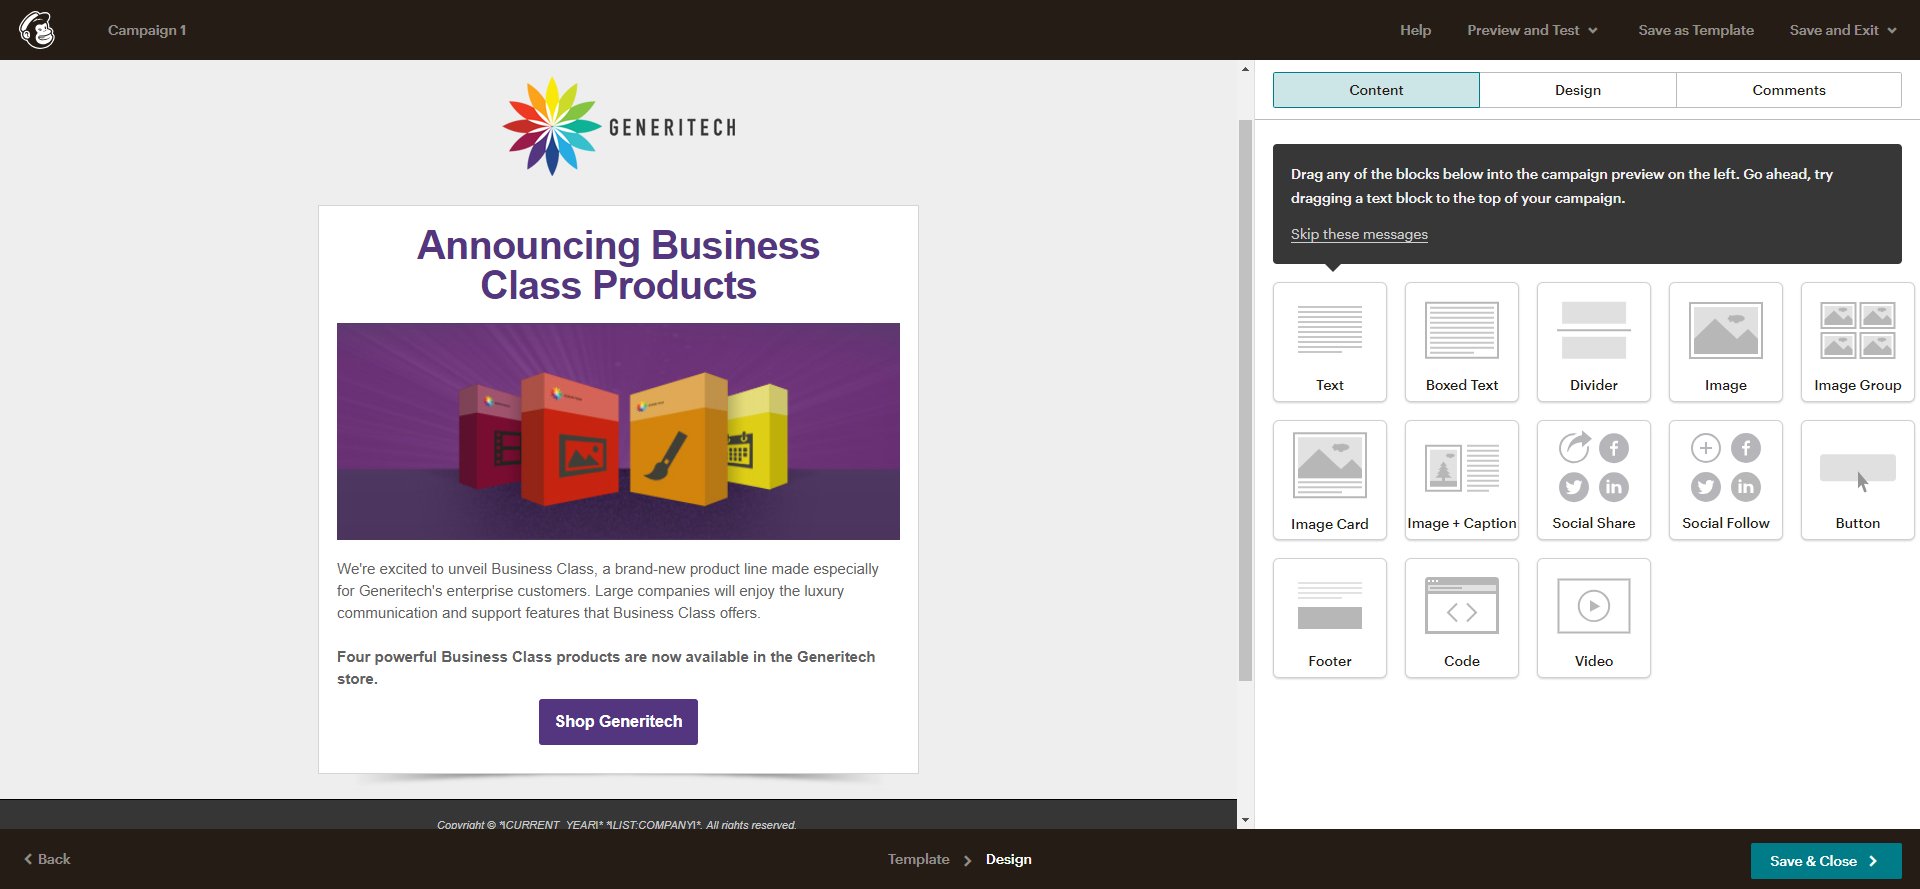 Campaign 1
Help
Preview and Test
Save as Template
Save and Exit
GENERITECH
Announcing Business
Class Products
We're excited to unveil Business Class, a brand-new product line made especially
for Generitech's enterprise customers. Large companies will enjoy the luxury
communication and support features that Business Class offers.
Four powerful Business Class products are now available in the Generitech
store.
Shop Generitech
Copyright © *|CURRENT_YEAR|* *|LIST:COMPANY|*, All rights reserved.
Content
Design
Comments
Drag any of the blocks below into the campaign preview on the left. Go ahead, try
dragging a text block to the top of your campaign.
Skip these messages
Text
Boxed Text
Divider
Image
Image Group
Image Card
Image + Caption
Social Share
Social Follow
Button
Footer
Code
Video
Back
Template
Design
Save & Close